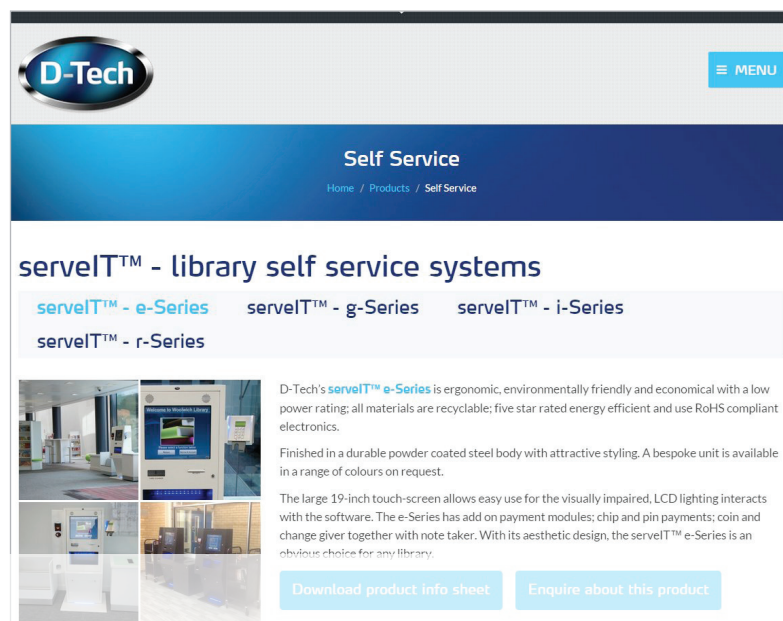 D-Tech
≡ MENU
Self Service
Home / Products / Self Service
serveIT™ - library self service systems
serveIT™ - e-Series serveIT™ - g-Series serveIT™ - i-Series
serveIT™ - r-Series
Welcome to Woolwich Library
D-Tech's serveIT™ e-Series is ergonomic, environmentally friendly and economical with a low
power rating; all materials are recyclable; five star rated energy efficient and use RoHS compliant
electronics.
Finished in a durable powder coated steel body with attractive styling. A bespoke unit is available
in a range of colours on request.
The large 19-inch touch-screen allows easy use for the visually impaired, LCD lighting interacts
with the software. The e-Series has add on payment modules; chip and pin payments; coin and
change giver together with note taker. With its aesthetic design, the serveIT™ e-Series is an
obvious choice for any library.
Download product info sheet Enquire about this product